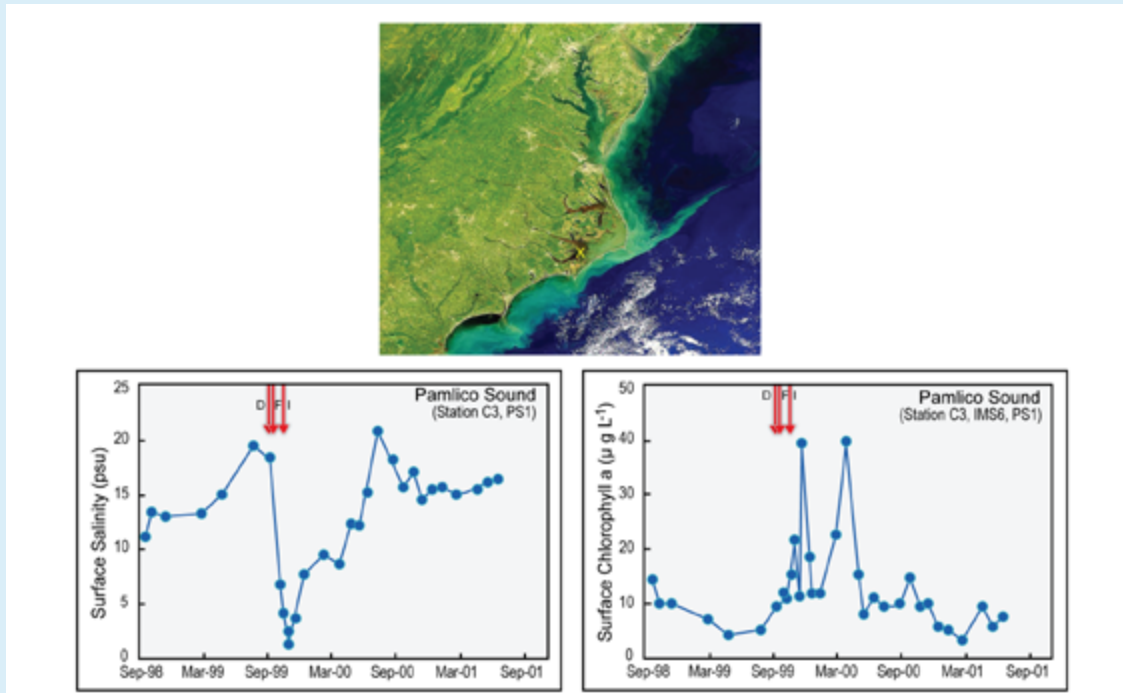 X
25
20
15
10
5
0
Surface Salinity (psu)
D F I
Pamlico Sound
(Station C3, PS1)
Sep-98 Mar-99 Sep-99 Mar-00 Sep-00 Mar-01 Sep-01
50
40
30
20
10
0
Surface Chlorophyll a (µ g L-1)
D F I
Pamlico Sound
(Station C3, IMS6, PS1)
Sep-98 Mar-99 Sep-99 Mar-00 Sep-00 Mar-01 Sep-01